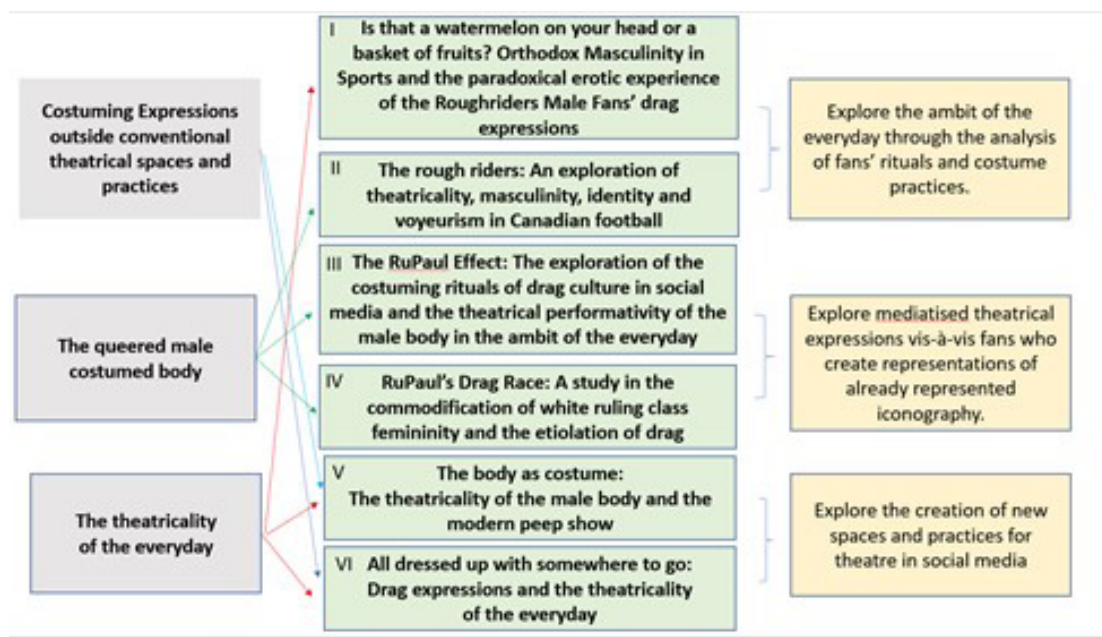 Costuming Expressions
outside conventional
theatrical spaces and
practices
The queered male
costumed body
The theatricality
of the everyday
I Is that a watermelon on your head or a
basket of fruits? Orthodox Masculinity in
Sports and the paradoxical erotic experience
of the Roughriders Male Fans' drag
expressions
II The rough riders: An exploration of
theatricality, masculinity, identity and
voyeurism in Canadian football
III The RuPaul Effect: The exploration of the
costuming rituals of drag culture in social
media and the theatrical performativity of the
male body in the ambit of the everyday
IV RuPaul's Drag Race: A study in the
commodification of white ruling class
femininity and the etiolation of drag
V The body as costume:
The theatricality of the male body and the
modern peep show
VI All dressed up with somewhere to go:
Drag expressions and the theatricality
of the everyday
Explore the ambit of the
everyday through the analysis
of fans' rituals and costume
practices.
Explore mediatised theatrical
expressions vis-à-vis fans who
create representations of
already represented
iconography.
Explore the creation of new
spaces and practices for
theatre in social media